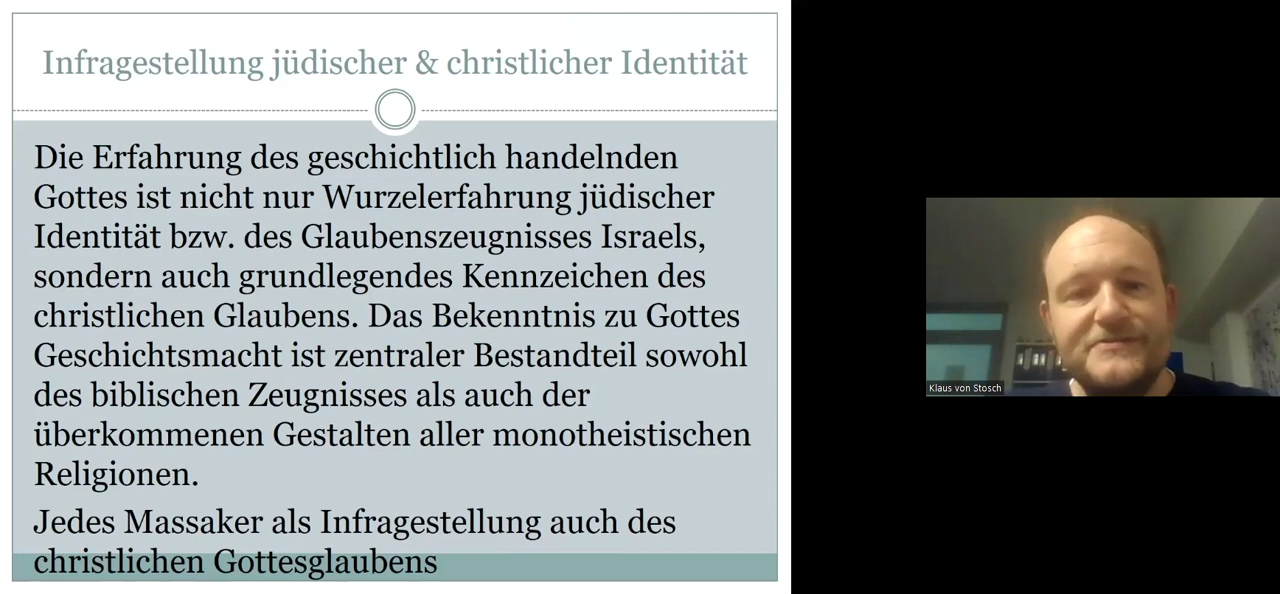 Infragestellung jüdischer & christlicher Identität
Die Erfahrung des geschichtlich handelnden
Gottes ist nicht nur Wurzelerfahrung jüdischer
Identität bzw. des Glaubenszeugnisses Israels,
sondern auch grundlegendes Kennzeichen des
christlichen Glaubens. Das Bekenntnis zu Gottes
Geschichtsmacht ist zentraler Bestandteil sowohl
des biblischen Zeugnisses als auch der
überkommenen Gestalten aller monotheistischen
Religionen.
Jedes Massaker als Infragestellung auch des
christlichen Gottesglaubens
Klaus von Stosch